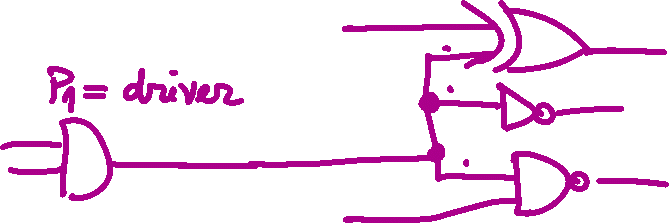 P1 = driver